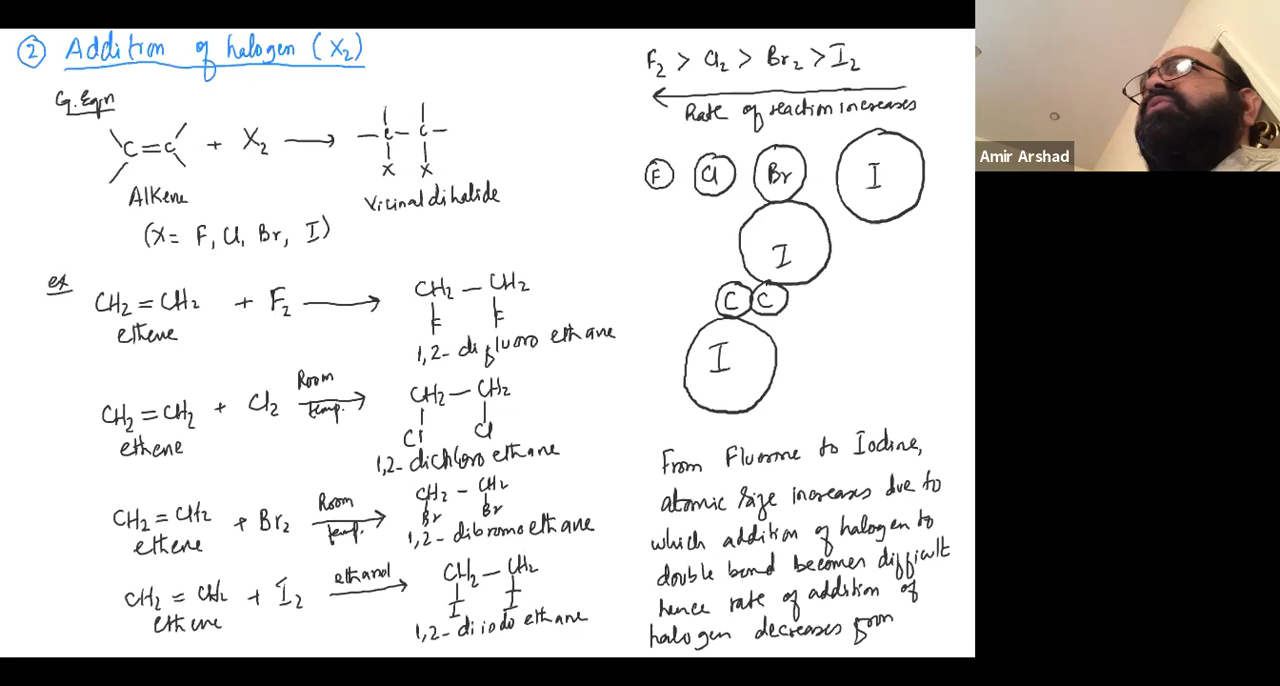 ② Addition of halogen (X2)
G. Eqn
C=C + X2 → -C-C-
X X
Alkene
Vicinal dihalide
(X= F, Cl, Br, I)
ex
CH2=CH2 + F2 → CH2-CH2
F F
ethene
1,2-difluoro ethane
CH2=CH2 + Cl2 Room temp. → CH2-CH2
Cl Cl
ethene
1,2-dichloro ethane
CH2=CH2 + Br2 Room temp. → CH2-CH2
Br Br
ethene
1,2-dibromo ethane
CH2=CH2 + I2 ethanol → CH2-CH2
I I
ethene
1,2-diiodo ethane
F2 > Cl2 > Br2 > I2
Rate of reaction increases
F Cl Br I
I
C C
I
From Fluorine to Iodine,
atomic size increases due to
which addition of halogen to
double bond becomes difficult
hence rate of addition of
halogen decreases from
Amir Arshad